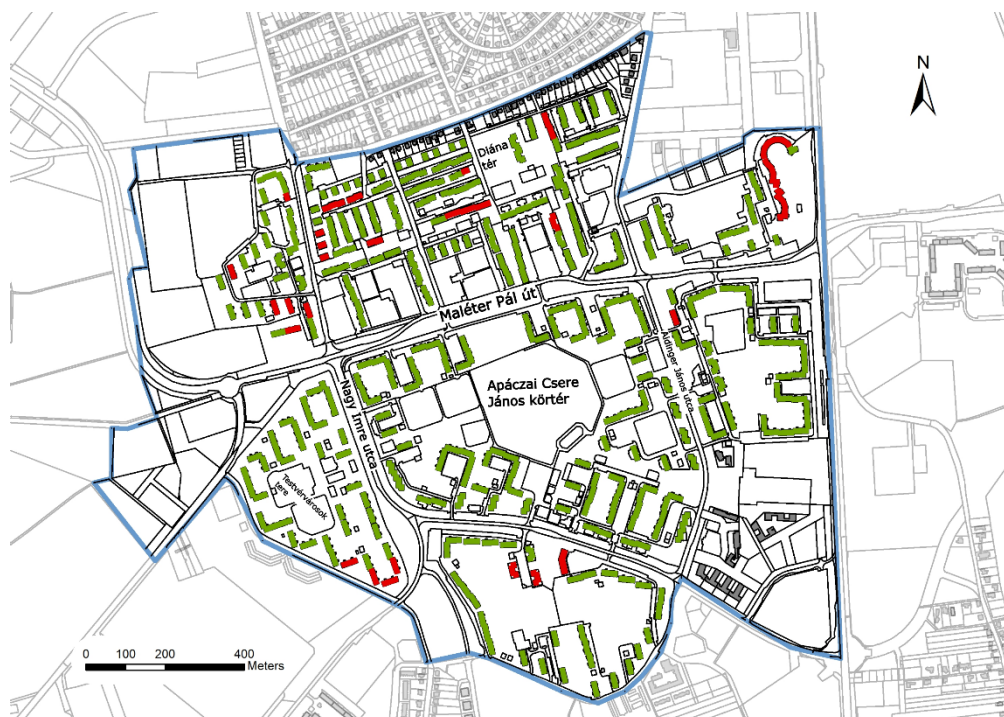 N
Diána
tér
Maléter Pál út
Aidinger János utca
Apáczai Csere
János körtér
Nagy Imre utca
Testvérvárosok
tere
0 100 200 400
Meters